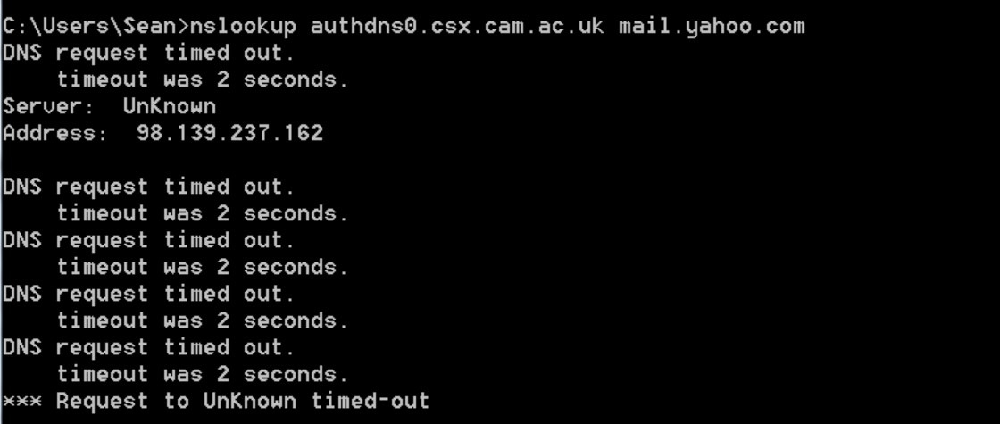 C:\Users\Sean>nslookup authdns0.csx.cam.ac.uk mail.yahoo.com
DNS request timed out.
    timeout was 2 seconds.
Server:  UnKnown
Address:  98.139.237.162

DNS request timed out.
    timeout was 2 seconds.
DNS request timed out.
    timeout was 2 seconds.
DNS request timed out.
    timeout was 2 seconds.
DNS request timed out.
    timeout was 2 seconds.
*** Request to UnKnown timed-out